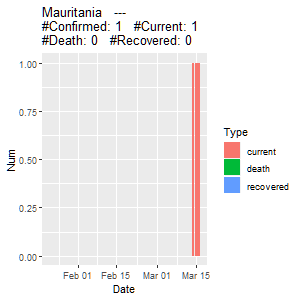 Mauritania   ---
#Confirmed: 1   #Current: 1
#Death: 0   #Recovered: 0
1.00
0.75
0.50
0.25
0.00
Num
Feb 01
Feb 15
Mar 01
Mar 15
Date
Type
current
death
recovered